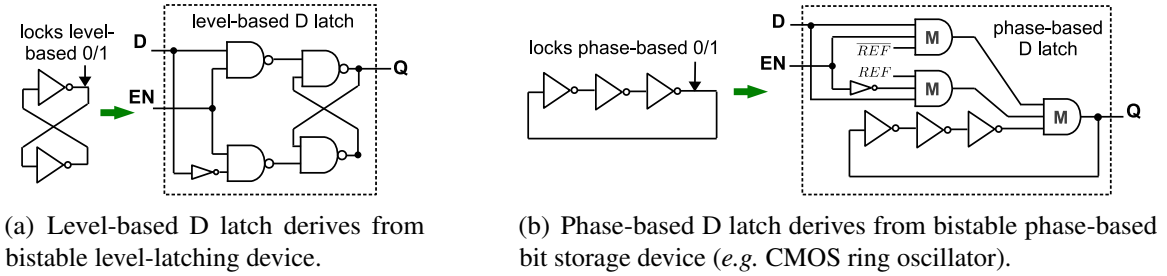 locks level-
based 0/1
level-based D latch
D
EN
Q
(a) Level-based D latch derives from
bistable level-latching device.
locks phase-based 0/1
phase-based
D latch
D
REF
EN
REF
M
M
M
Q
(b) Phase-based D latch derives from bistable phase-based
bit storage device (e.g. CMOS ring oscillator).